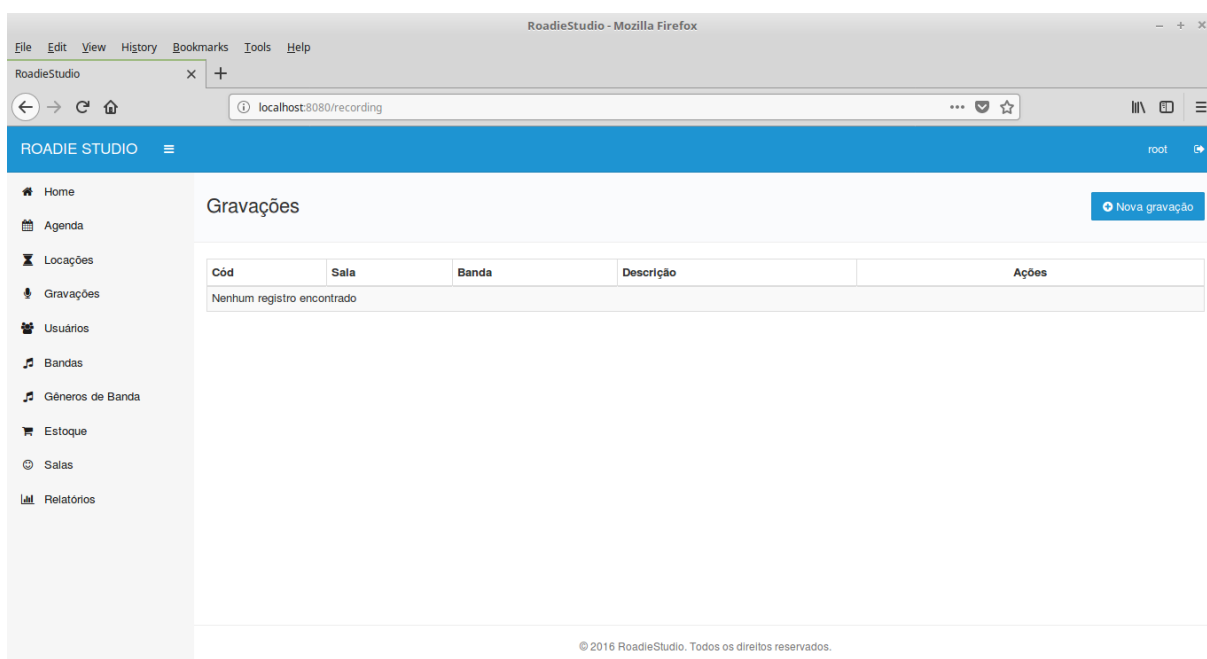 RoadieStudio - Mozilla Firefox
File Edit View History Bookmarks Tools Help
RoadieStudio
localhost:8080/recording
ROADIE STUDIO root
Home
Agenda
Locações
Gravações
Usuários
Bandas
Gêneros de Banda
Estoque
Salas
Relatórios
Gravações
Nova gravação
Cód Sala Banda Descrição Ações
Nenhum registro encontrado
© 2016 RoadieStudio. Todos os direitos reservados.